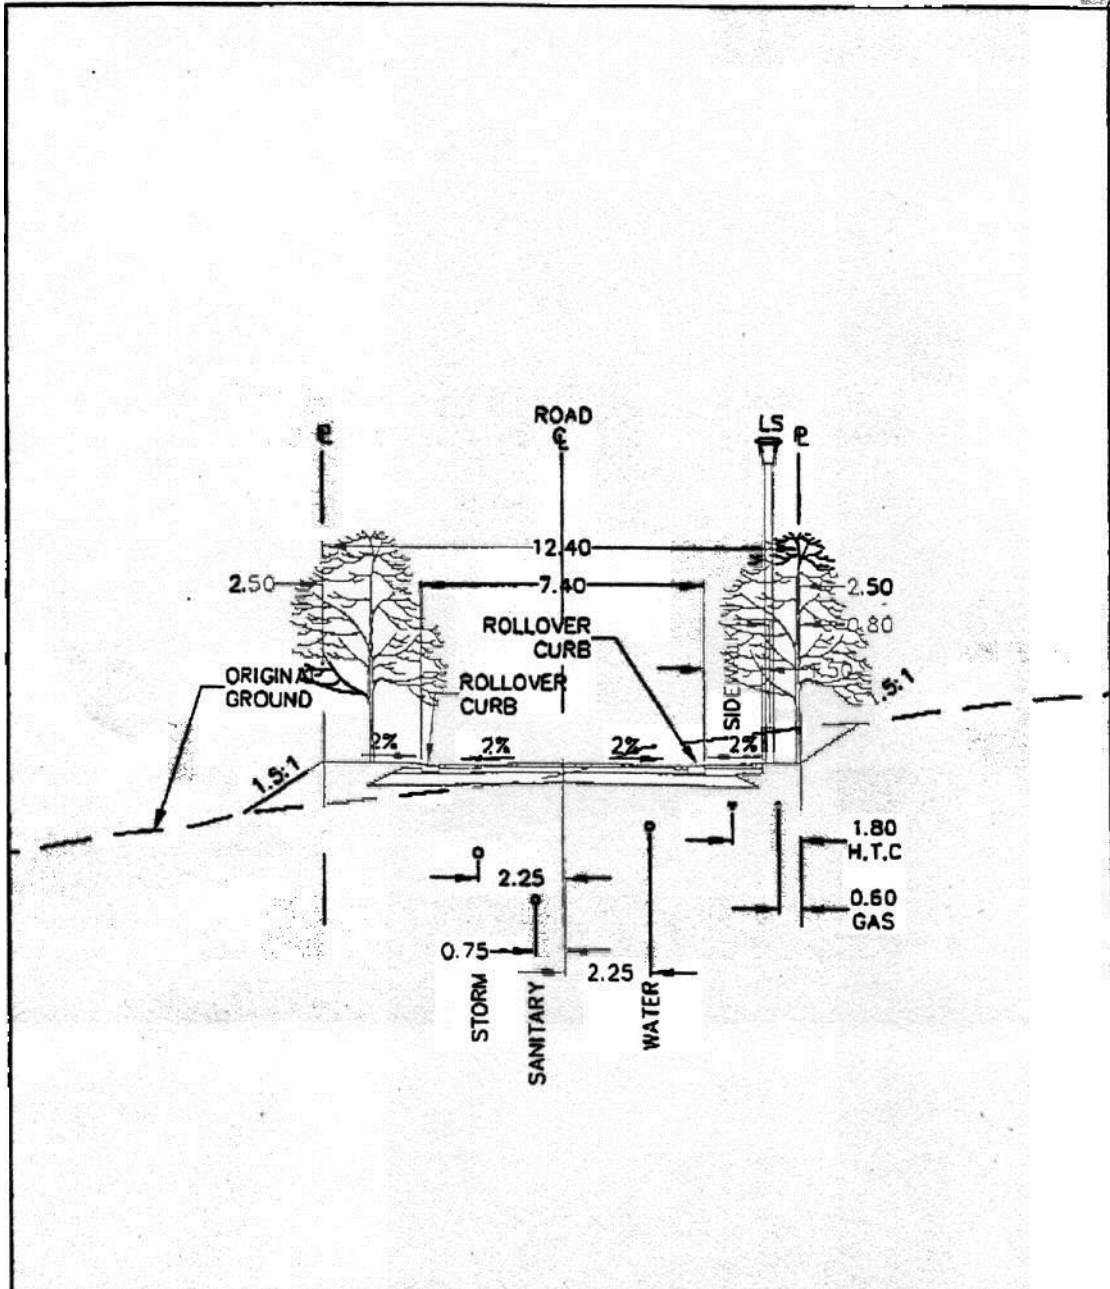 ROAD
℄
LS
℄
℄
12.40
2.50
7.40
2.50
0.80
ROLLOVER
CURB
ORIGINAL
GROUND
ROLLOVER
CURB
SIDEWALK
.5:1
2%
2%
2%
2%
1.5:1
1.80
H.T.C
2.25
0.60
GAS
0.75
2.25
STORM
SANITARY
WATER